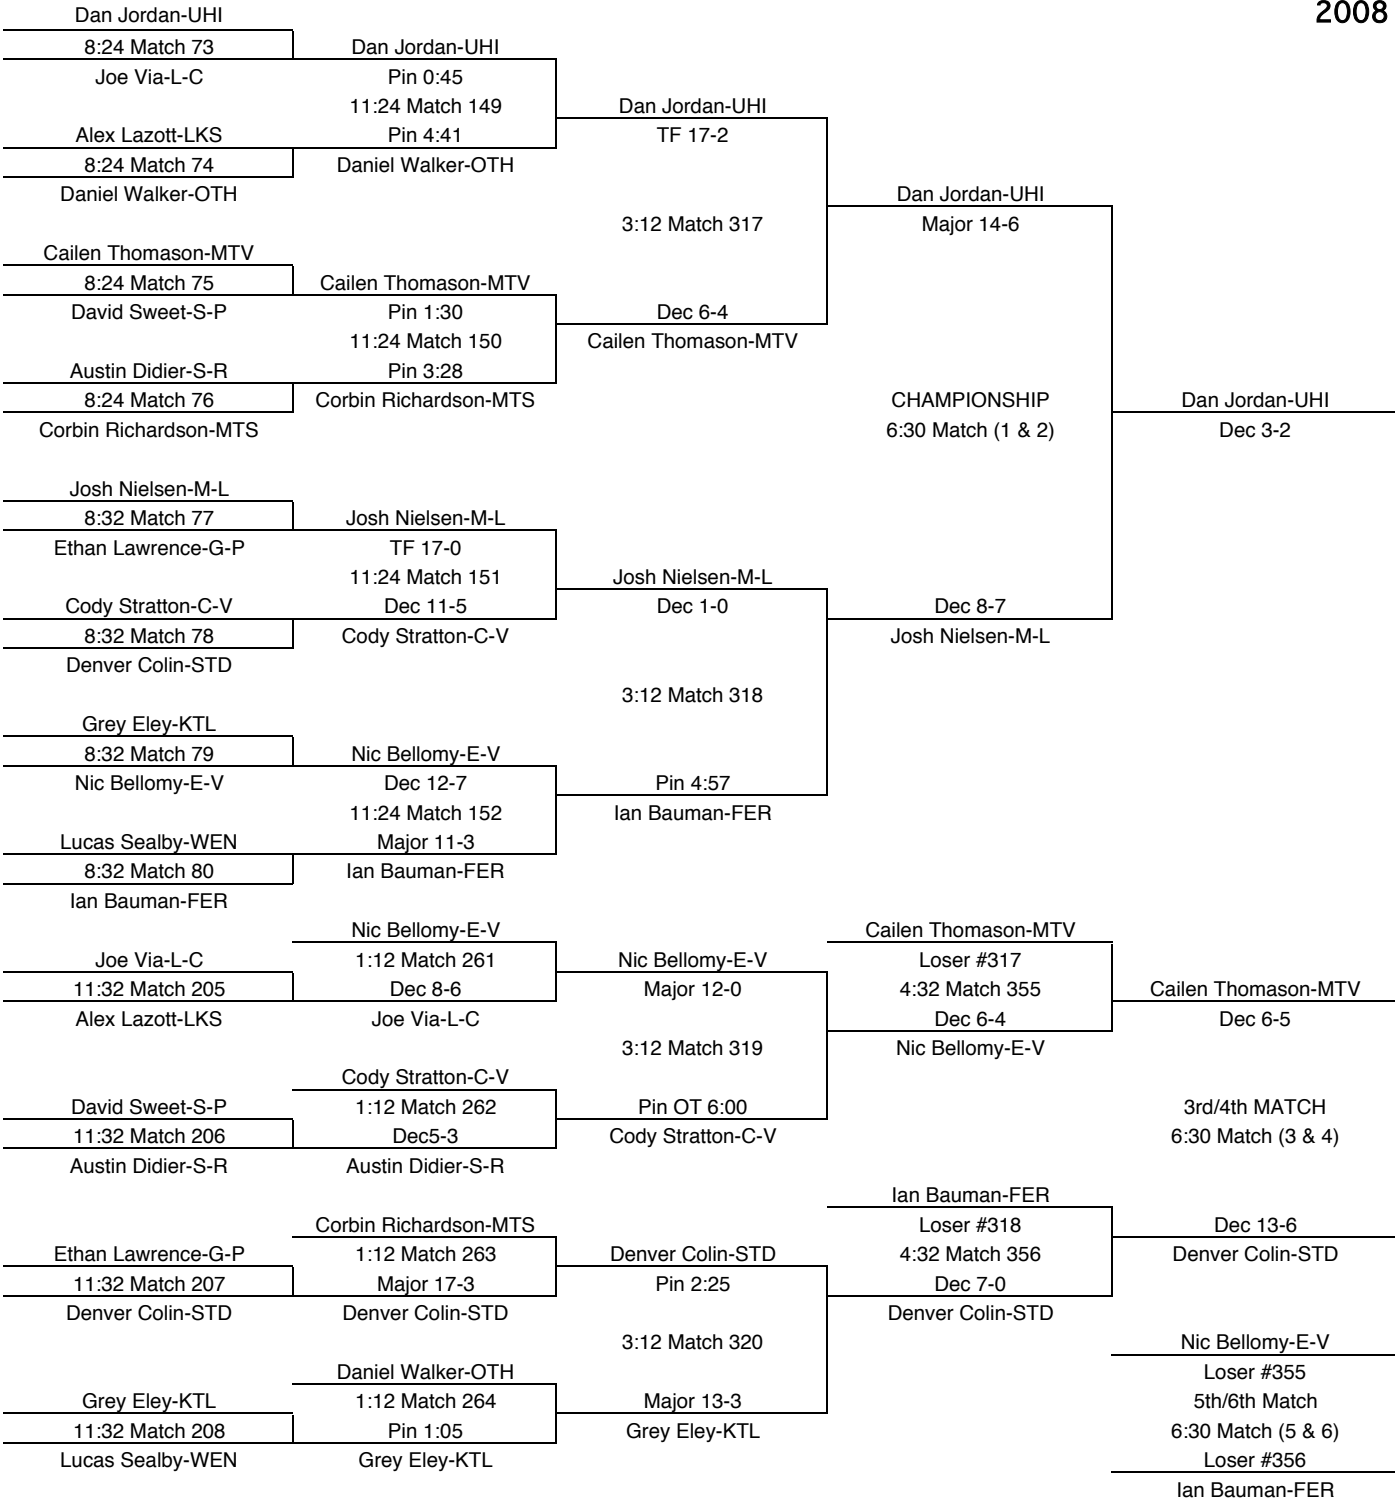 2008
Dan Jordan-UHI
8:24 Match 73
Joe Via-L-C
Alex Lazott-LKS
8:24 Match 74
Daniel Walker-OTH
Cailen Thomason-MTV
8:24 Match 75
David Sweet-S-P
Austin Didier-S-R
8:24 Match 76
Corbin Richardson-MTS
Josh Nielsen-M-L
8:32 Match 77
Ethan Lawrence-G-P
Cody Stratton-C-V
8:32 Match 78
Denver Colin-STD
Grey Eley-KTL
8:32 Match 79
Nic Bellomy-E-V
Lucas Sealby-WEN
8:32 Match 80
Ian Bauman-FER
Dan Jordan-UHI
Pin 0:45
11:24 Match 149
Pin 4:41
Daniel Walker-OTH
Cailen Thomason-MTV
Pin 1:30
11:24 Match 150
Pin 3:28
Corbin Richardson-MTS
Josh Nielsen-M-L
TF 17-0
11:24 Match 151
Dec 11-5
Cody Stratton-C-V
Nic Bellomy-E-V
Dec 12-7
11:24 Match 152
Major 11-3
Ian Bauman-FER
Dan Jordan-UHI
TF 17-2
3:12 Match 317
Dec 6-4
Cailen Thomason-MTV
Josh Nielsen-M-L
Dec 1-0
3:12 Match 318
Pin 4:57
Ian Bauman-FER
Dan Jordan-UHI
Major 14-6
CHAMPIONSHIP
6:30 Match (1 & 2)
Dec 8-7
Josh Nielsen-M-L
Dan Jordan-UHI
Dec 3-2
Joe Via-L-C
11:32 Match 205
Alex Lazott-LKS
David Sweet-S-P
11:32 Match 206
Austin Didier-S-R
Ethan Lawrence-G-P
11:32 Match 207
Denver Colin-STD
Grey Eley-KTL
11:32 Match 208
Lucas Sealby-WEN
Nic Bellomy-E-V
1:12 Match 261
Dec 8-6
Joe Via-L-C
Cody Stratton-C-V
1:12 Match 262
Dec5-3
Austin Didier-S-R
Corbin Richardson-MTS
1:12 Match 263
Major 17-3
Denver Colin-STD
Daniel Walker-OTH
1:12 Match 264
Pin 1:05
Grey Eley-KTL
Nic Bellomy-E-V
Major 12-0
3:12 Match 319
Pin OT 6:00
Cody Stratton-C-V
Denver Colin-STD
Pin 2:25
3:12 Match 320
Major 13-3
Grey Eley-KTL
Cailen Thomason-MTV
Loser #317
4:32 Match 355
Dec 6-4
Nic Bellomy-E-V
Ian Bauman-FER
Loser #318
4:32 Match 356
Dec 7-0
Denver Colin-STD
Cailen Thomason-MTV
Dec 6-5
3rd/4th MATCH
6:30 Match (3 & 4)
Dec 13-6
Denver Colin-STD
Nic Bellomy-E-V
Loser #355
5th/6th Match
6:30 Match (5 & 6)
Loser #356
Ian Bauman-FER